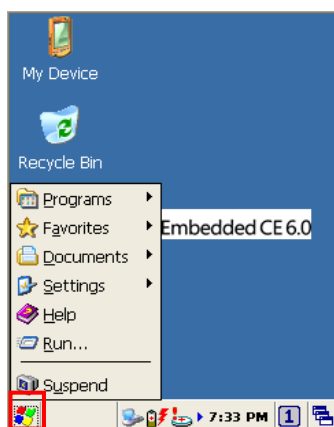 My Device
Recycle Bin
Programs
Favorites
Embedded CE 6.0
Documents
Settings
Help
Run...
Suspend
7:33 PM
1